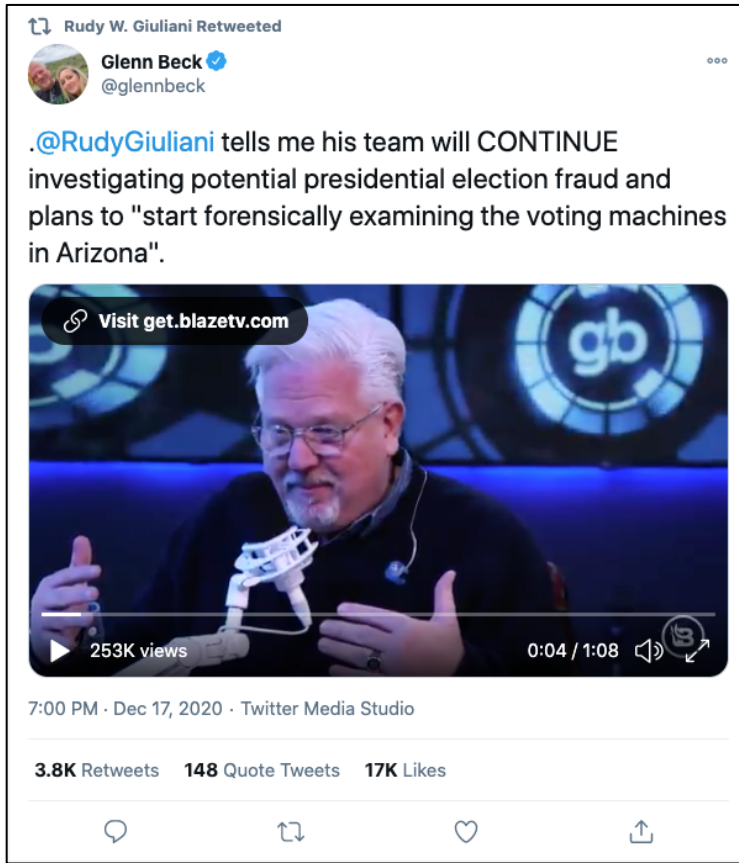 Rudy W. Giuliani Retweeted
Glenn Beck
@glennbeck
.@RudyGiuliani tells me his team will CONTINUE
investigating potential presidential election fraud and
plans to "start forensically examining the voting machines
in Arizona".
Visit get.blazetv.com
gb
253K views
0:04 / 1:08
B
7:00 PM · Dec 17, 2020 · Twitter Media Studio
3.8K Retweets 148 Quote Tweets 17K Likes